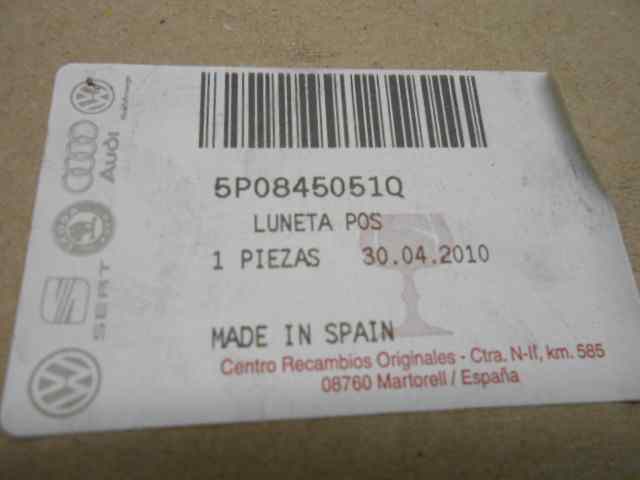 5P0845051Q
LUNETA POS
1 PIEZAS 30.04.2010
MADE IN SPAIN
Centro Recambios Originales - Ctra. N-II, km. 585
08760 Martorell / España
Audi
SEAT